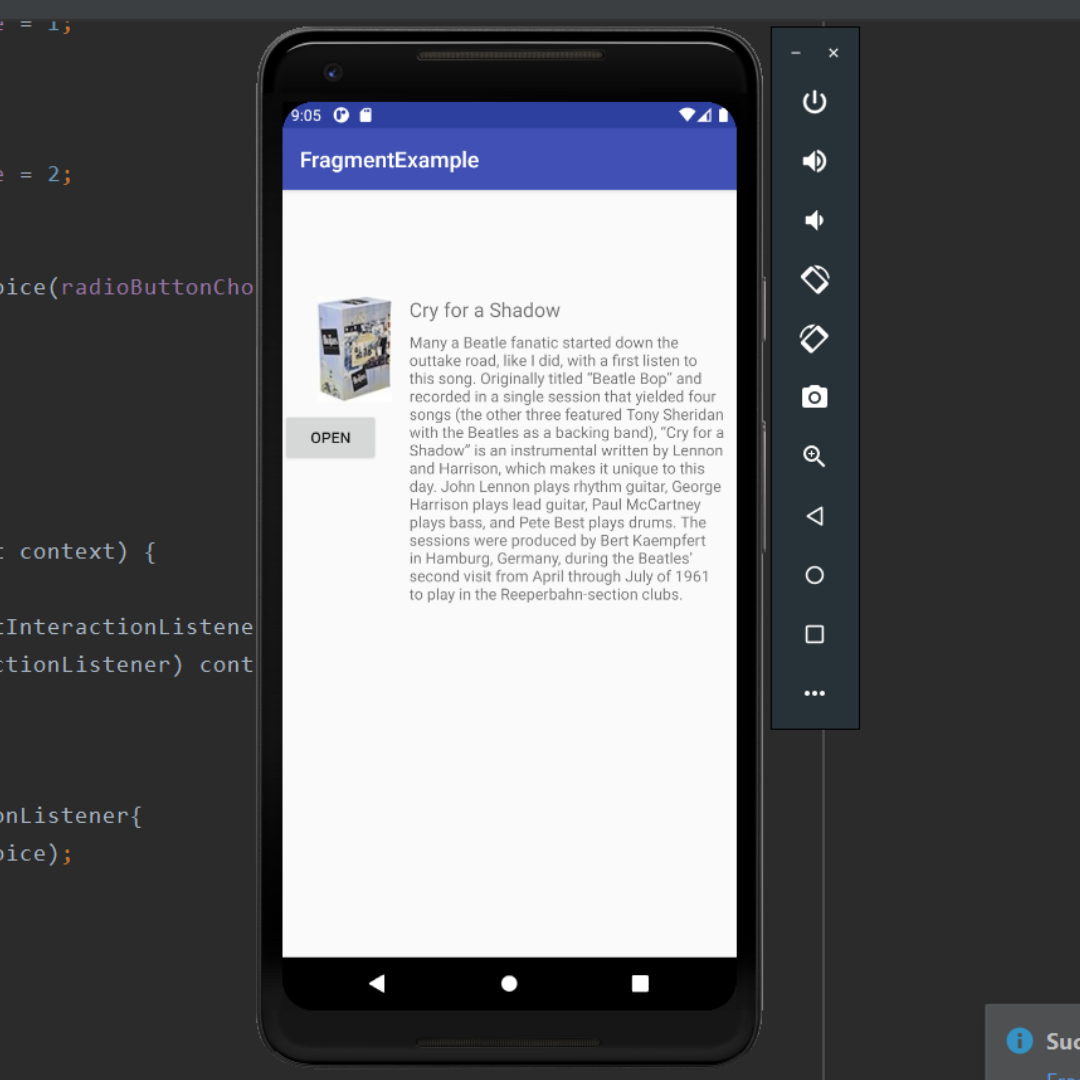 = 1;
9:05
FragmentExample
= 2;
oice(radioButtonCho
Cry for a Shadow
Many a Beatle fanatic started down the
outtake road, like I did, with a first listen to
this song. Originally titled “Beatle Bop” and
recorded in a single session that yielded four
songs (the other three featured Tony Sheridan
with the Beatles as a backing band), “Cry for a
Shadow” is an instrumental written by Lennon
and Harrison, which makes it unique to this
day. John Lennon plays rhythm guitar, George
Harrison plays lead guitar, Paul McCartney
plays bass, and Pete Best plays drums. The
sessions were produced by Bert Kaempfert
in Hamburg, Germany, during the Beatles’
second visit from April through July of 1961
to play in the Reeperbahn-section clubs.
OPEN
t context) {
tInteractionListene
ctionListener) cont
onListener{
oice);
Suc